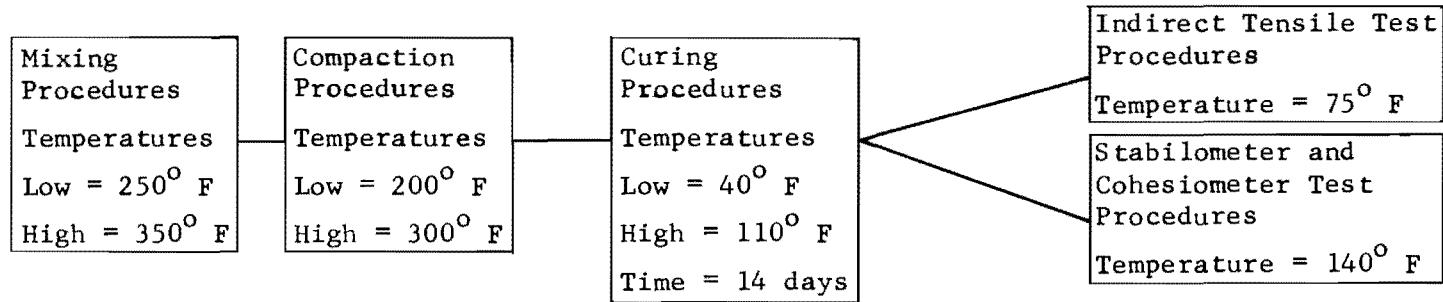 Mixing
Procedures
Temperatures
Low = 250° F
High = 350° F
Compaction
Procedures
Temperatures
Low = 200° F
High = 300° F
Curing
Procedures
Temperatures
Low = 40° F
High = 110° F
Time = 14 days
Indirect Tensile Test
Procedures
Temperature = 75° F
Stabilometer and
Cohesiometer Test
Procedures
Temperature = 140° F